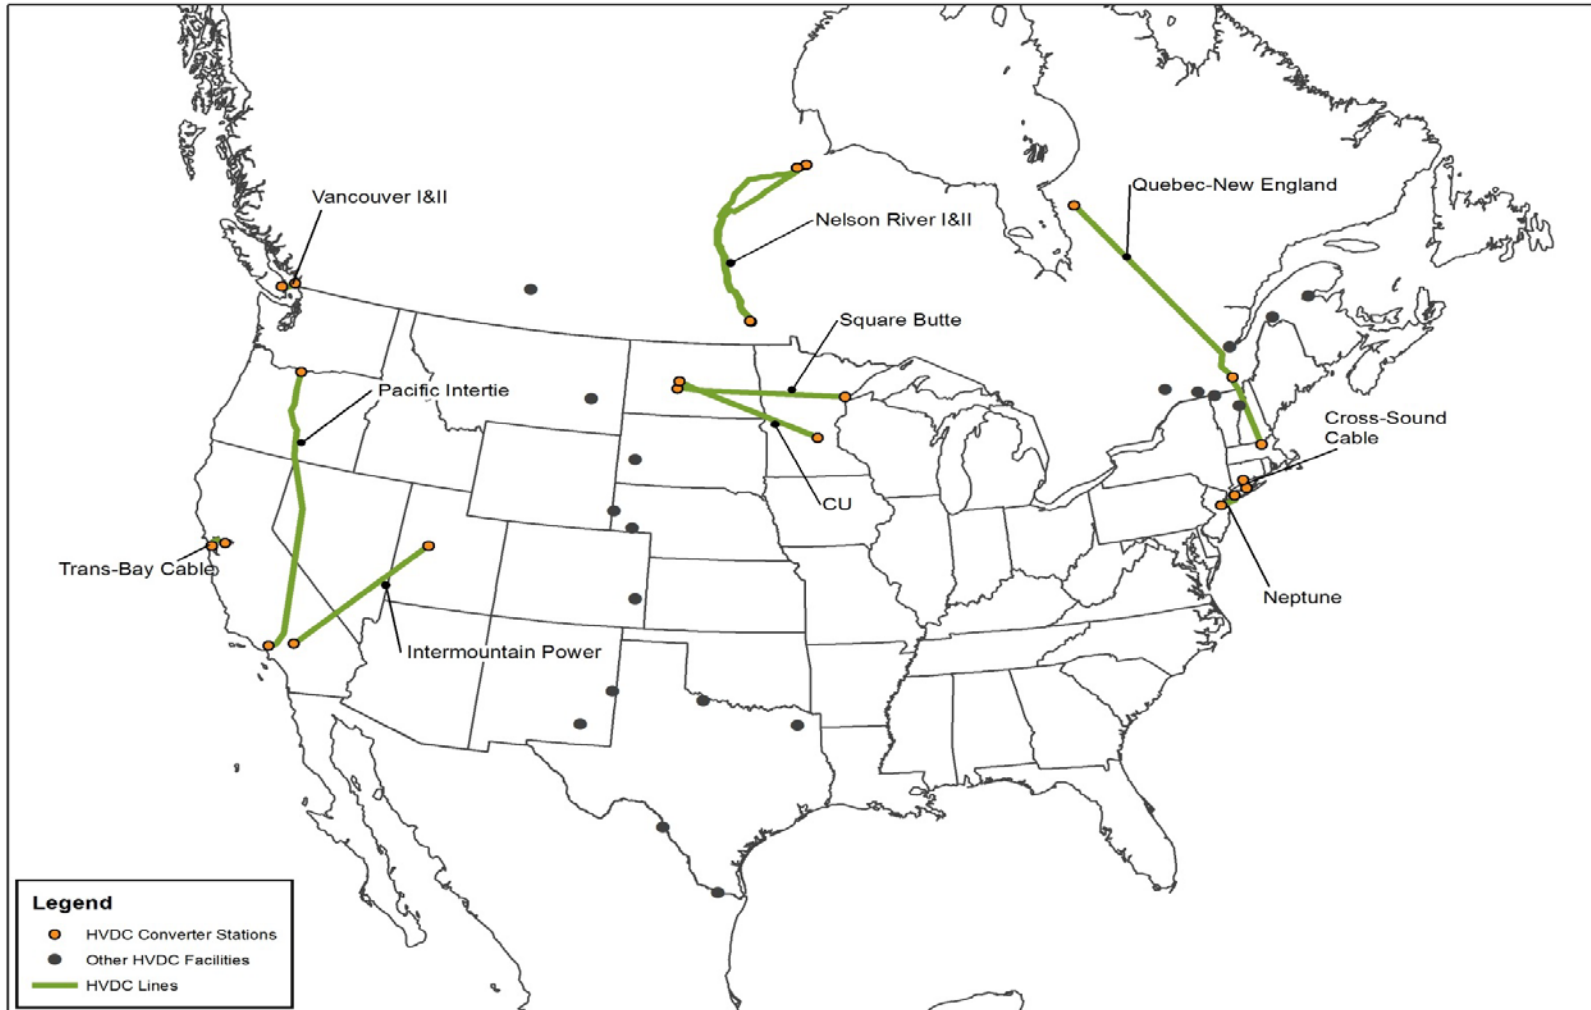 Vancouver I&II
Quebec-New England
Nelson River I&II
Square Butte
Pacific Intertie
Cross-Sound
Cable
CU
Trans-Bay Cable
Neptune
Intermountain Power
Legend
HVDC Converter Stations
Other HVDC Facilities
HVDC Lines